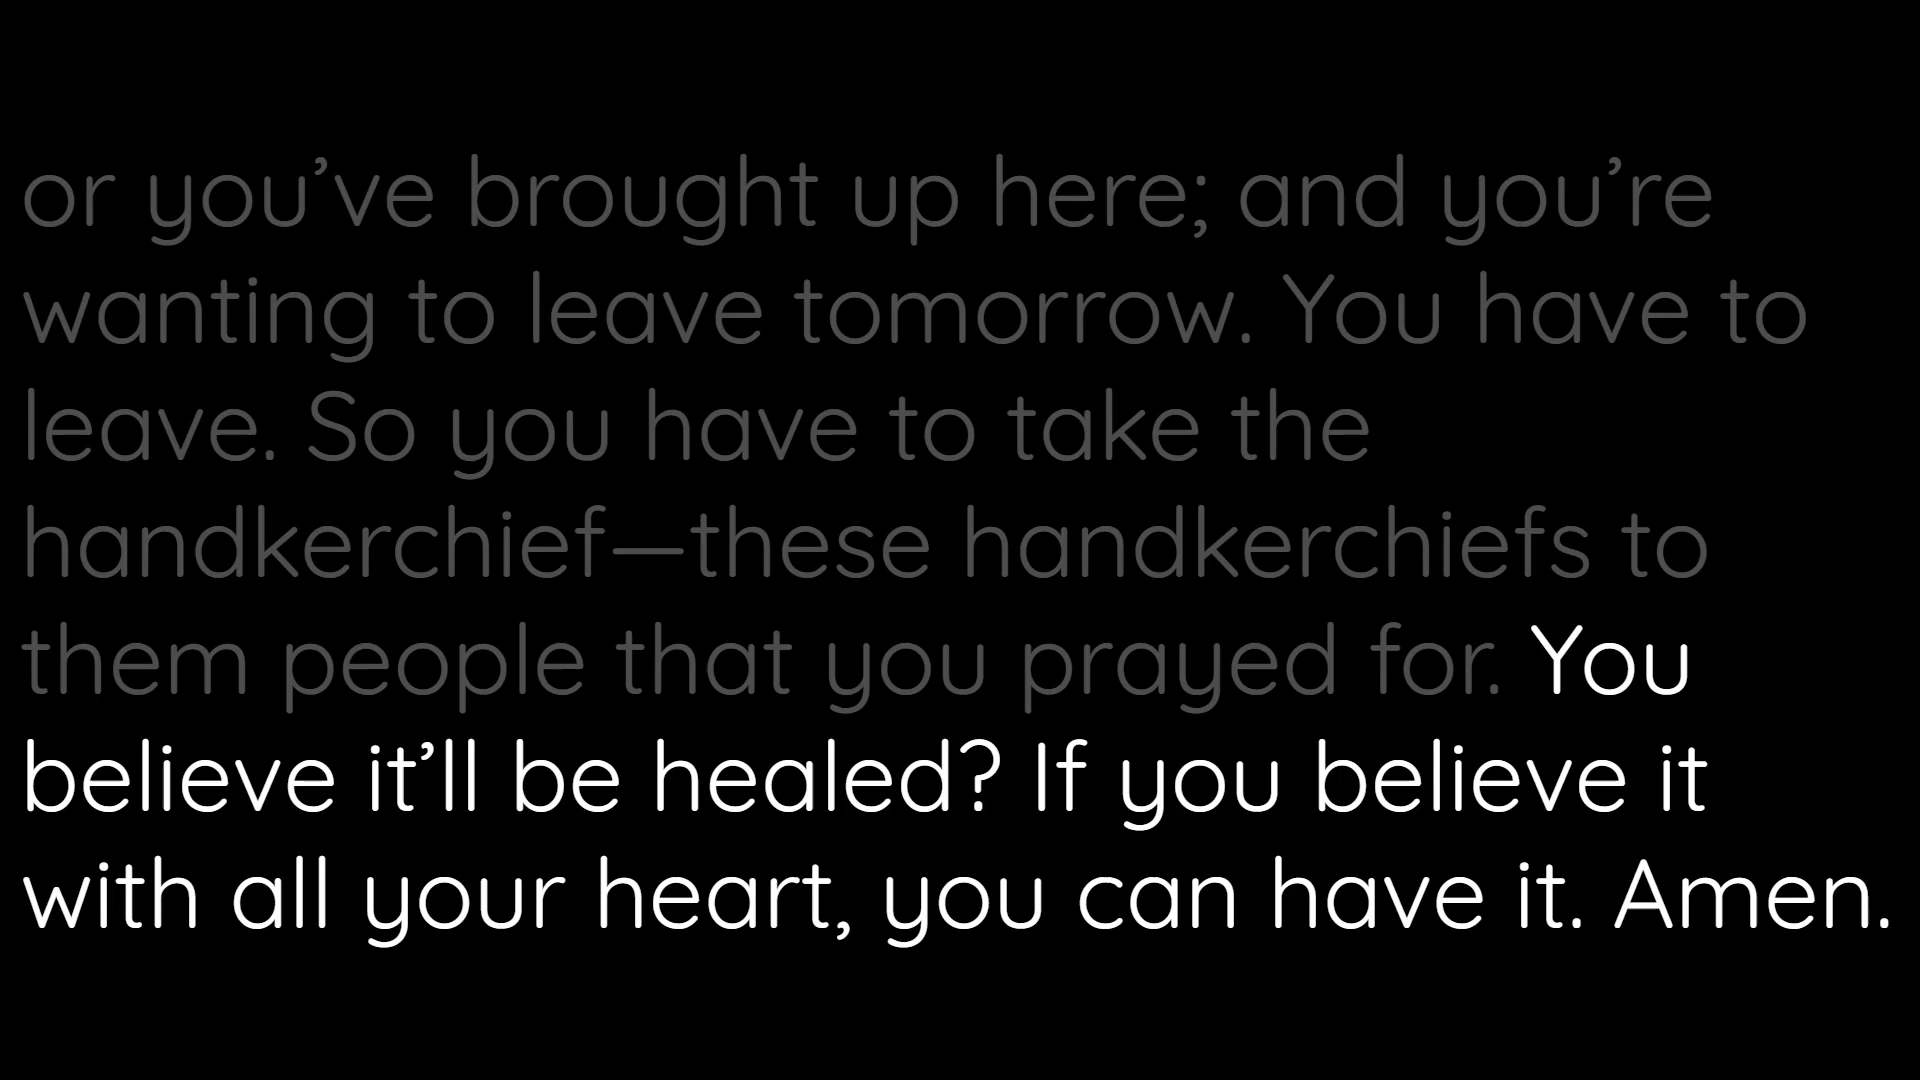 or you’ve brought up here; and you’re
wanting to leave tomorrow. You have to
leave. So you have to take the
handkerchief—these handkerchiefs to
them people that you prayed for. You
believe it’ll be healed? If you believe it
with all your heart, you can have it. Amen.